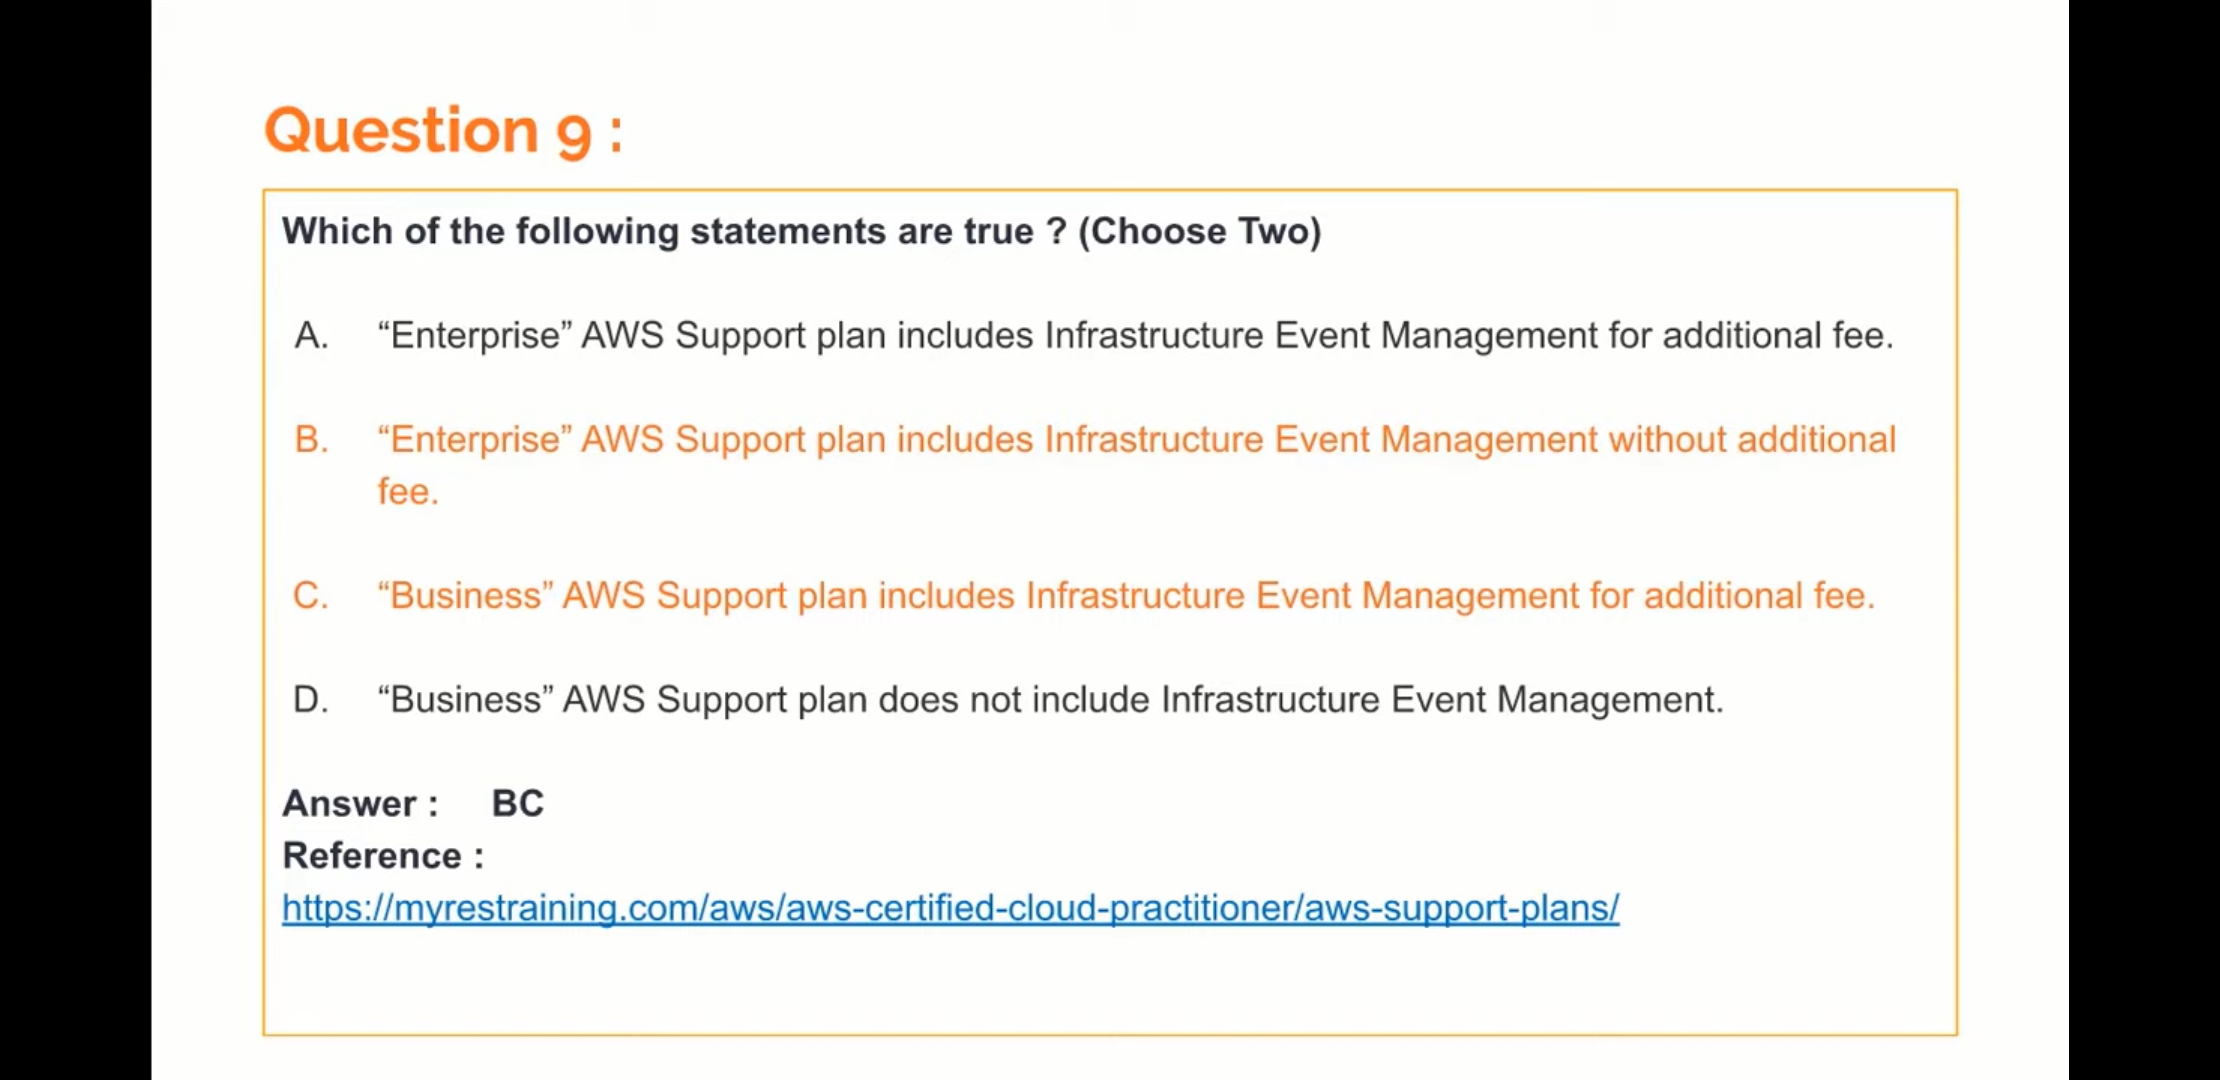 Question 9 :
Which of the following statements are true ? (Choose Two)
A. “Enterprise” AWS Support plan includes Infrastructure Event Management for additional fee.
B. “Enterprise” AWS Support plan includes Infrastructure Event Management without additional
fee.
C. “Business” AWS Support plan includes Infrastructure Event Management for additional fee.
D. “Business” AWS Support plan does not include Infrastructure Event Management.
Answer : BC
Reference :
https://myrestraining.com/aws/aws-certified-cloud-practitioner/aws-support-plans/